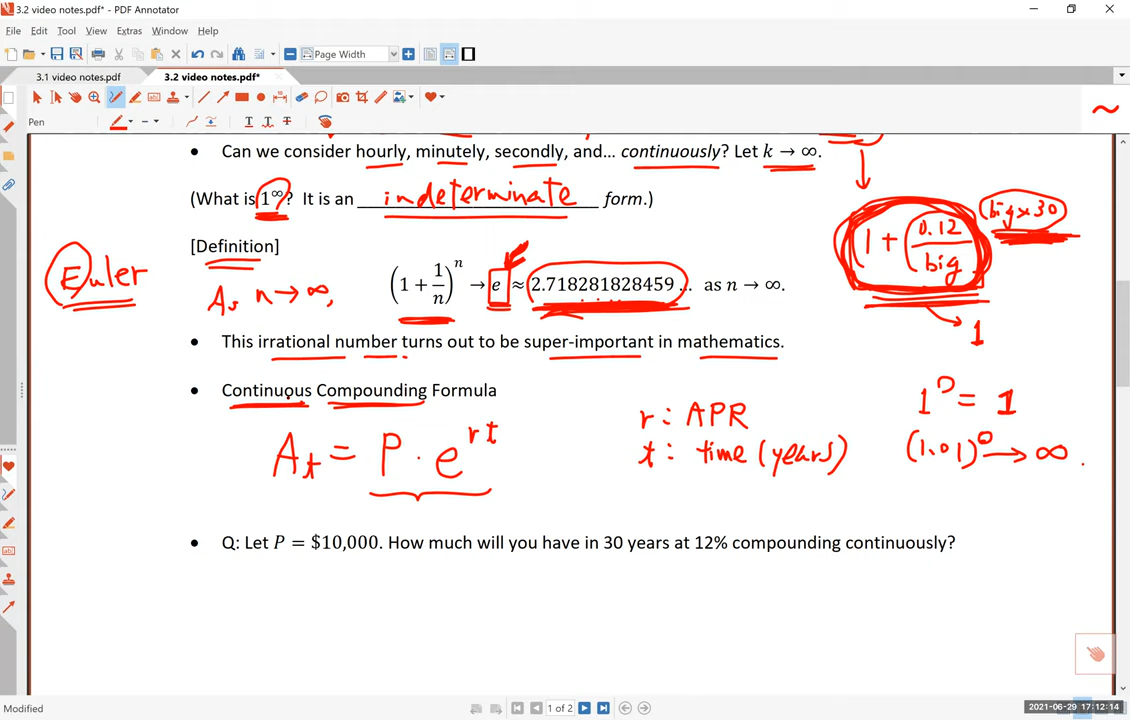 3.2 video notes.pdf* - PDF Annotator
File Edit Tool View Extras Window Help
Page Width
3.1 video notes.pdf 3.2 video notes.pdf*
Pen
• Can we consider hourly, minutely, secondly, and… continuously? Let k → ∞.
(What is 1^∞? It is an indeterminate form.)
(1 + 0.12/big)^(big×30)
→ 1
[Definition]
Euler
As n → ∞,
(1 + 1/n)^n → e ≈ 2.718281828459 … as n → ∞.
• This irrational number turns out to be super-important in mathematics.
• Continuous Compounding Formula
A_t = P · e^(rt)
r : APR
t : time (years)
1^∞ = 1
(1.01)^∞ → ∞.
• Q: Let P = $10,000. How much will you have in 30 years at 12% compounding continuously?
Modified
1 of 2
2021-06-29 17:12:14